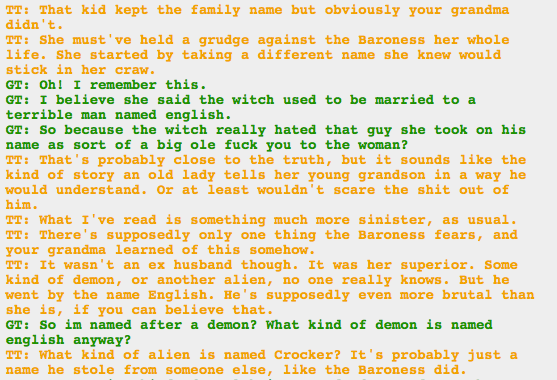 TT: That kid kept the family name but obviously your grandma
didn't.
TT: She must've held a grudge against the Baroness her whole
life. She started by taking a different name she knew would
stick in her craw.
GT: Oh! I remember this.
GT: I believe she said the witch used to be married to a
terrible man named english.
GT: So because the witch really hated that guy she took on his
name as sort of a big ole fuck you to the woman?
TT: That's probably close to the truth, but it sounds like the
kind of story an old lady tells her young grandson in a way he
would understand. Or at least wouldn't scare the shit out of
him.
TT: What I've read is something much more sinister, as usual.
TT: There's supposedly only one thing the Baroness fears, and
your grandma learned of this somehow.
TT: It wasn't an ex husband though. It was her superior. Some
kind of demon, or another alien, no one really knows. But he
went by the name English. He's supposedly even more brutal than
she is, if you can believe that.
GT: So im named after a demon? What kind of demon is named
english anyway?
TT: What kind of alien is named Crocker? It's probably just a
name he stole from someone else, like the Baroness did.